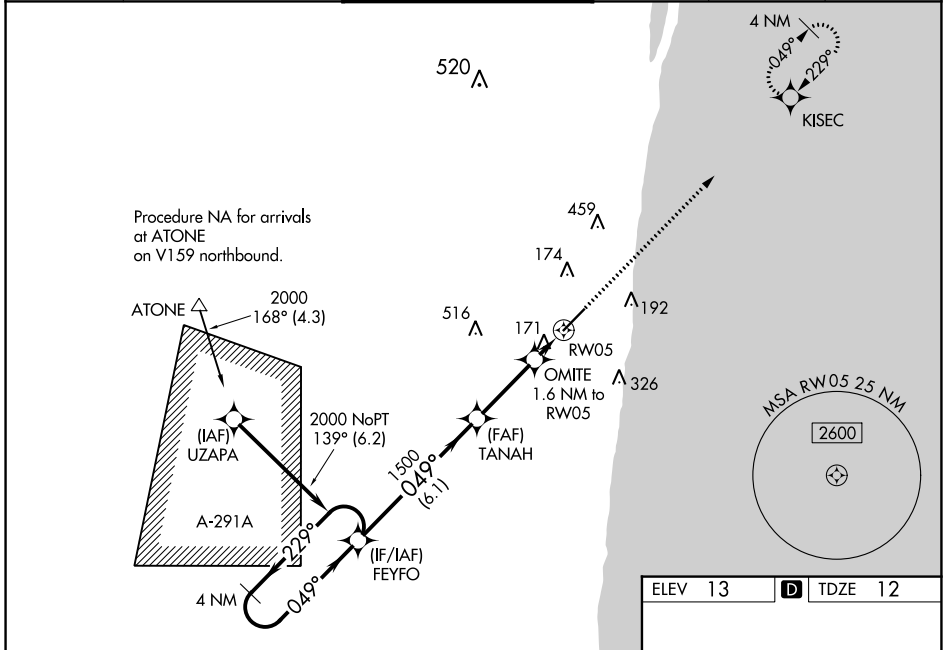 4 NM
049°
229°
KISEC
520
Procedure NA for arrivals
at ATONE
on V159 northbound.
459
174
ATONE
2000
168° (4.3)
192
516
171
RW05
OMITE
1.6 NM to
RW05
326
MSA RW05 25 NM
2600
(IAF)
UZAPA
2000 NoPT
139° (6.2)
(FAF)
TANAH
1500
049°
(6.1)
A-291A
229°
049°
(IF/IAF)
FEYFO
4 NM
ELEV 13 D TDZE 12